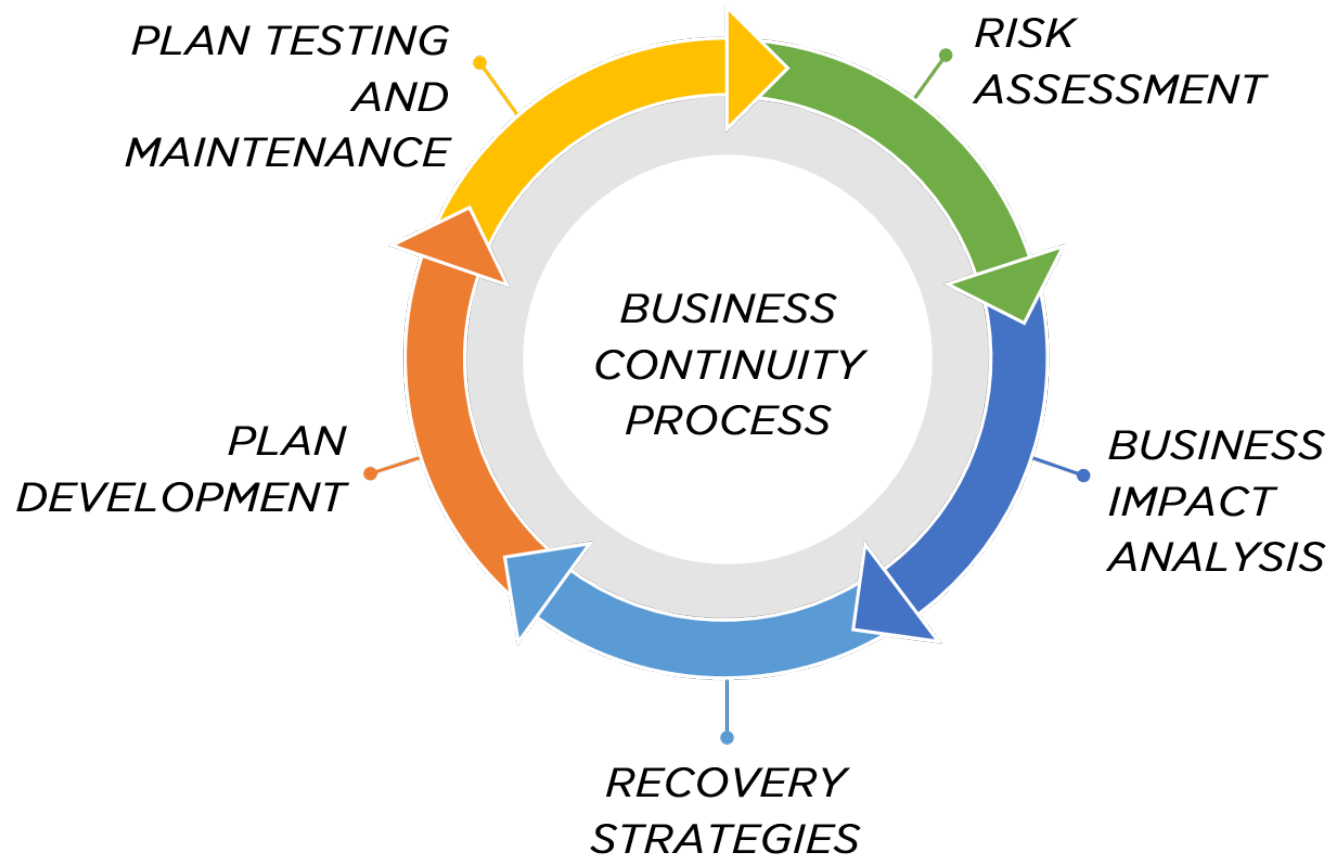 PLAN TESTING
AND
MAINTENANCE
RISK
ASSESSMENT
BUSINESS
CONTINUITY
PROCESS
PLAN
DEVELOPMENT
BUSINESS
IMPACT
ANALYSIS
RECOVERY
STRATEGIES